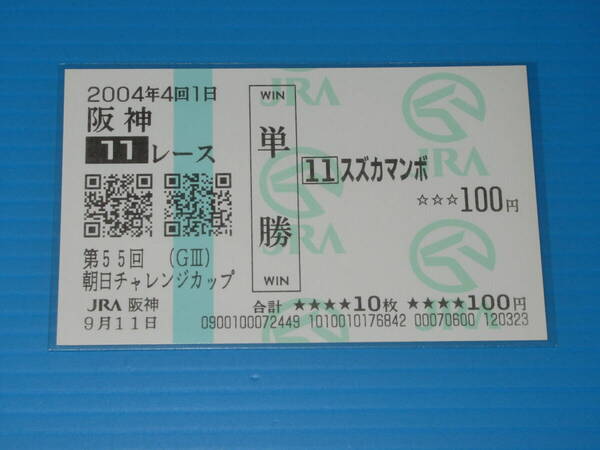 2004年4回1日
阪神
11レース
第55回 (GⅢ)
朝日チャレンジカップ
JRA 阪神
9月11日
WIN
単勝
WIN
11スズカマンボ
☆☆☆100円
合計 ★★★★10枚 ★★★★100円
0900100072449 1010010176842 00070600 120323
JRA
JRA
JRA
JRA